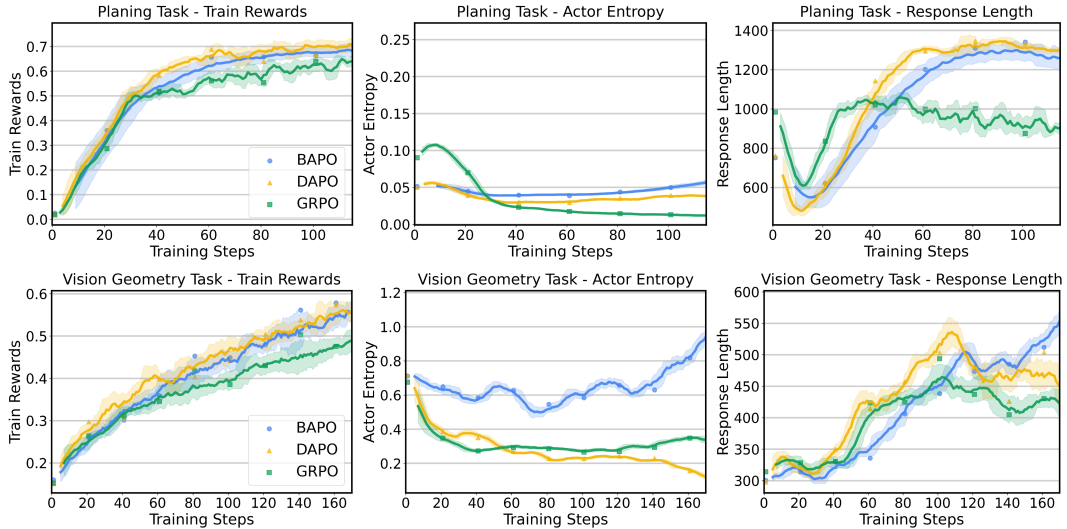 Planing Task - Train Rewards
Train Rewards
0.7
0.6
0.5
0.4
0.3
0.2
0.1
0.0
0 20 40 60 80 100
Training Steps
BAPO
DAPO
GRPO
Planing Task - Actor Entropy
Actor Entropy
0.25
0.20
0.15
0.10
0.05
0.00
0 20 40 60 80 100
Training Steps
Planing Task - Response Length
Response Length
1400
1200
1000
800
600
0 20 40 60 80 100
Training Steps
Vision Geometry Task - Train Rewards
Train Rewards
0.6
0.5
0.4
0.3
0.2
0 20 40 60 80 100 120 140 160
Training Steps
BAPO
DAPO
GRPO
Vision Geometry Task - Actor Entropy
Actor Entropy
1.2
1.0
0.8
0.6
0.4
0.2
0 20 40 60 80 100 120 140 160
Training Steps
Vision Geometry Task - Response Length
Response Length
600
550
500
450
400
350
300
0 20 40 60 80 100 120 140 160
Training Steps